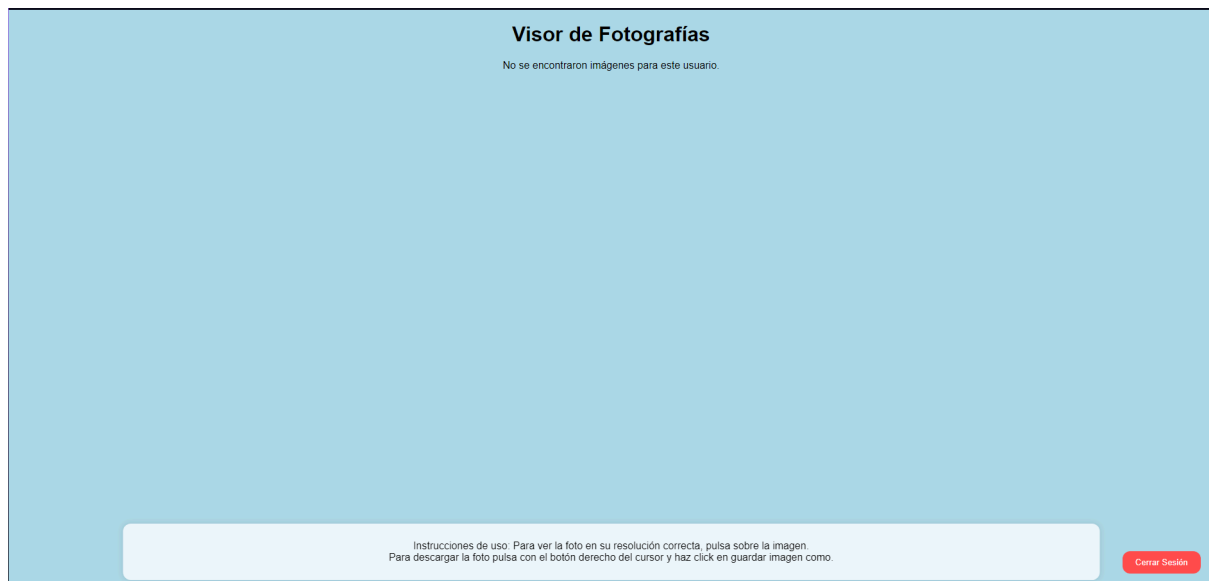 Visor de Fotografías
No se encontraron imágenes para este usuario.
Instrucciones de uso: Para ver la foto en su resolución correcta, pulsa sobre la imagen.
Para descargar la foto pulsa con el botón derecho del cursor y haz click en guardar imagen como.
Cerrar Sesión